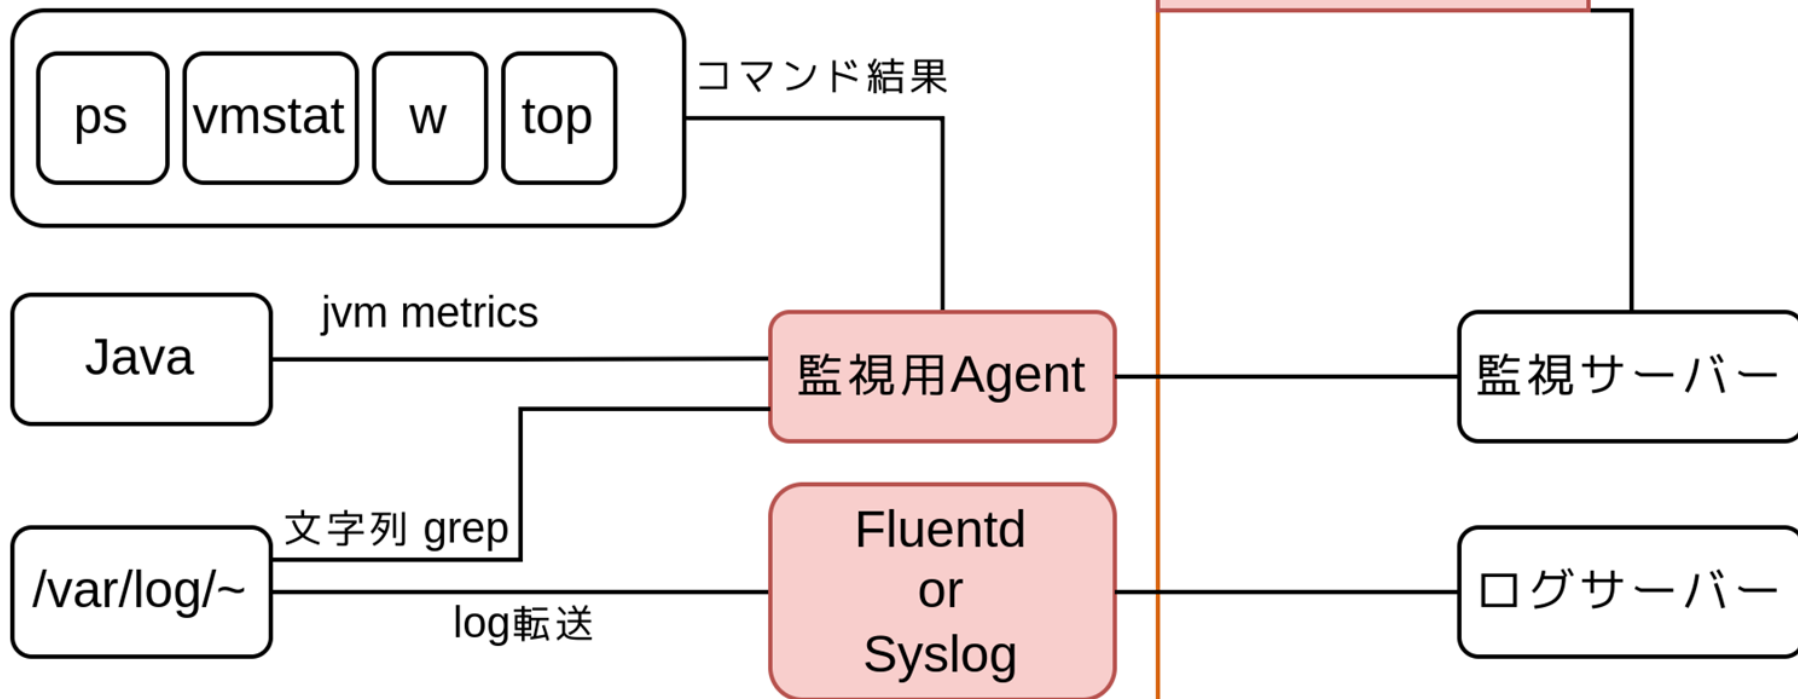 コマンド結果
ps
vmstat
w
top
jvm metrics
Java
監視用Agent
監視サーバー
文字列 grep
/var/log/~
log転送
Fluentd
or
Syslog
ログサーバー